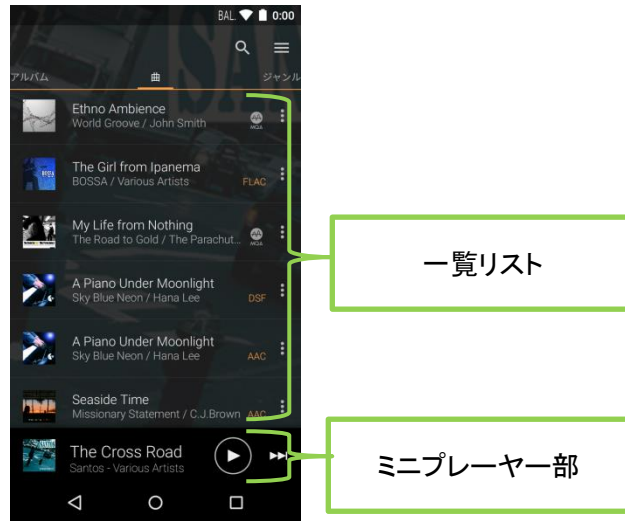 BAL. 0:00
アルバム 曲 ジャンル
Ethno Ambience
World Groove / John Smith
MQA
The Girl from Ipanema
BOSSA / Various Artists
FLAC
My Life from Nothing
The Road to Gold / The Parachut...
MQA
A Piano Under Moonlight
Sky Blue Neon / Hana Lee
DSF
A Piano Under Moonlight
Sky Blue Neon / Hana Lee
AAC
Seaside Time
Missionary Statement / C.J.Brown
AAC
The Cross Road
Santos - Various Artists
一覧リスト
ミニプレーヤー部